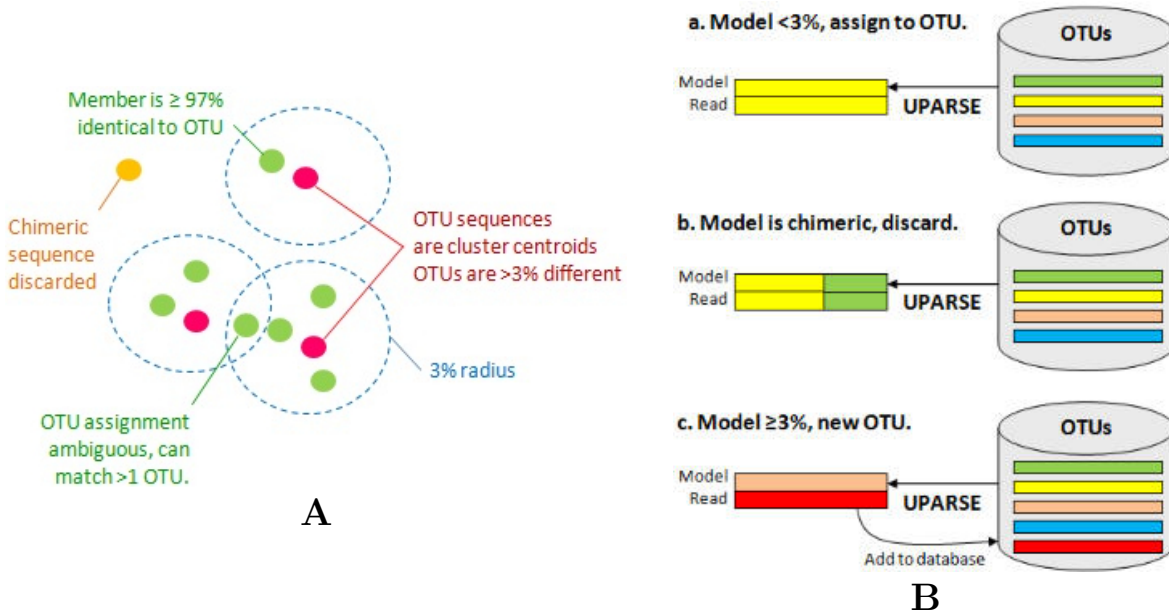 Member is ≥ 97%
identical to OTU
Chimeric
sequence
discarded
OTU sequences
are cluster centroids
OTUs are >3% different
3% radius
OTU assignment
ambiguous, can
match >1 OTU.
A
a. Model <3%, assign to OTU.
OTUs
Model
Read
UPARSE
b. Model is chimeric, discard.
OTUs
Model
Read
UPARSE
c. Model ≥3%, new OTU.
OTUs
Model
Read
UPARSE
Add to database
B